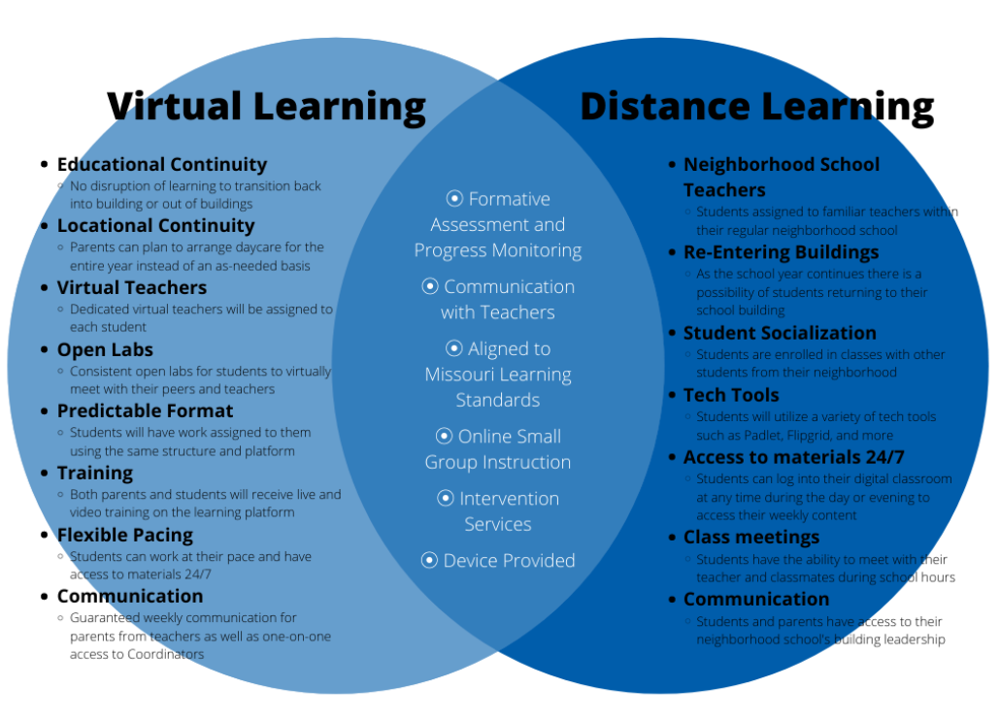 Virtual Learning
• Educational Continuity
◦ No disruption of learning to transition back
into building or out of buildings
• Locational Continuity
◦ Parents can plan to arrange daycare for the
entire year instead of an as-needed basis
• Virtual Teachers
◦ Dedicated virtual teachers will be assigned to
each student
• Open Labs
◦ Consistent open labs for students to virtually
meet with their peers and teachers
• Predictable Format
◦ Students will have work assigned to them
using the same structure and platform
• Training
◦ Both parents and students will receive live and
video training on the learning platform
• Flexible Pacing
◦ Students can work at their pace and have
access to materials 24/7
• Communication
◦ Guaranteed weekly communication for
parents from teachers as well as one-on-one
access to Coordinators
⦿ Formative
Assessment and
Progress Monitoring
⦿ Communication
with Teachers
⦿ Aligned to
Missouri Learning
Standards
⦿ Online Small
Group Instruction
⦿ Intervention
Services
⦿ Device Provided
Distance Learning
• Neighborhood School
Teachers
◦ Students assigned to familiar teachers within
their regular neighborhood school
• Re-Entering Buildings
◦ As the school year continues there is a
possibility of students returning to their
school building
• Student Socialization
◦ Students are enrolled in classes with other
students from their neighborhood
• Tech Tools
◦ Students will utilize a variety of tech tools
such as Padlet, Flipgrid, and more
• Access to materials 24/7
◦ Students can log into their digital classroom
at any time during the day or evening to
access their weekly content
• Class meetings
◦ Students have the ability to meet with their
teacher and classmates during school hours
• Communication
◦ Students and parents have access to their
neighborhood school's building leadership